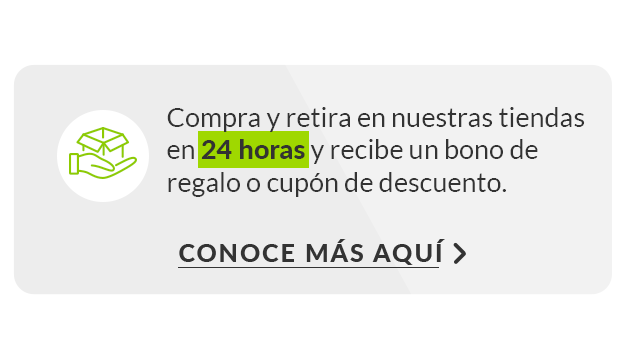 Compra y retira en nuestras tiendas
en 24 horas y recibe un bono de
regalo o cupón de descuento.
CONOCE MÁS AQUÍ